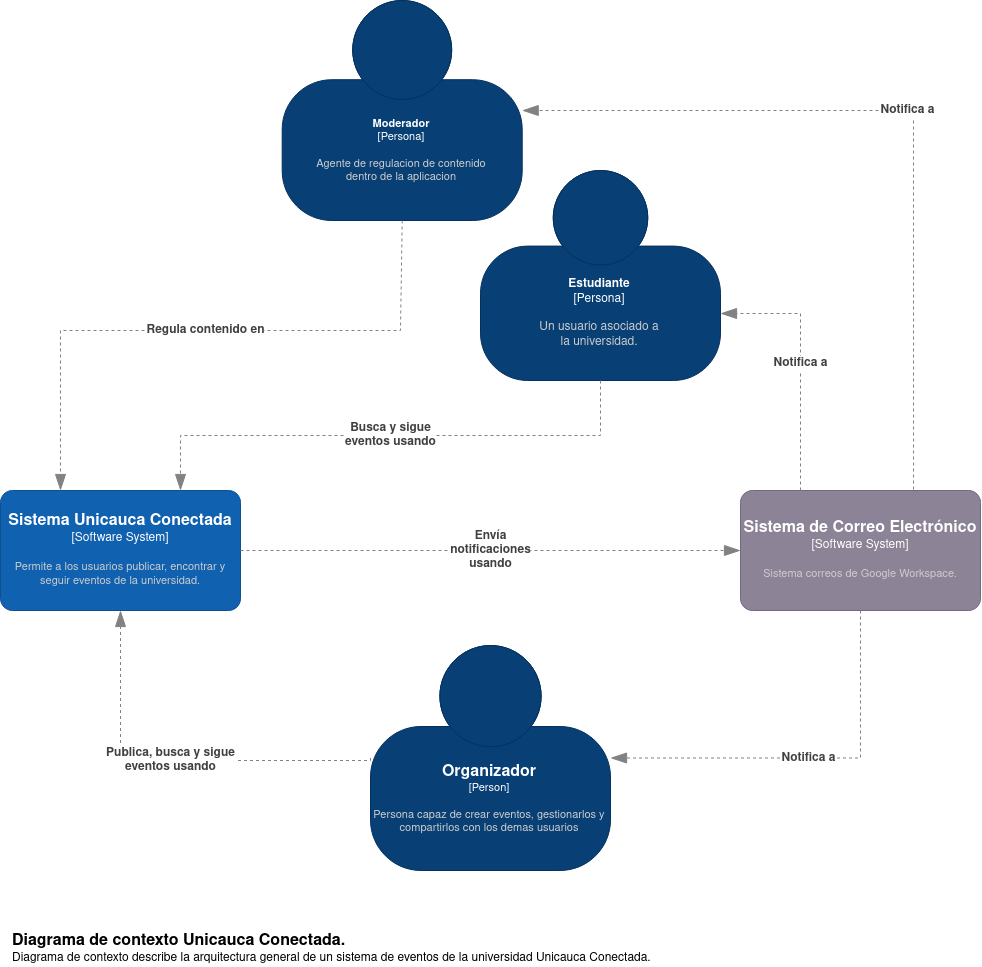 Moderador
[Persona]
Agente de regulacion de contenido
dentro de la aplicacion
Notifica a
Estudiante
[Persona]
Un usuario asociado a
la universidad.
Regula contenido en
Notifica a
Busca y sigue
eventos usando
Sistema Unicauca Conectada
[Software System]
Permite a los usuarios publicar, encontrar y
seguir eventos de la universidad.
Envía
notificaciones
usando
Sistema de Correo Electrónico
[Software System]
Sistema correos de Google Workspace.
Publica, busca y sigue
eventos usando
Organizador
[Person]
Persona capaz de crear eventos, gestionarlos y
compartirlos con los demas usuarios
Notifica a
Diagrama de contexto Unicauca Conectada.
Diagrama de contexto describe la arquitectura general de un sistema de eventos de la universidad Unicauca Conectada.